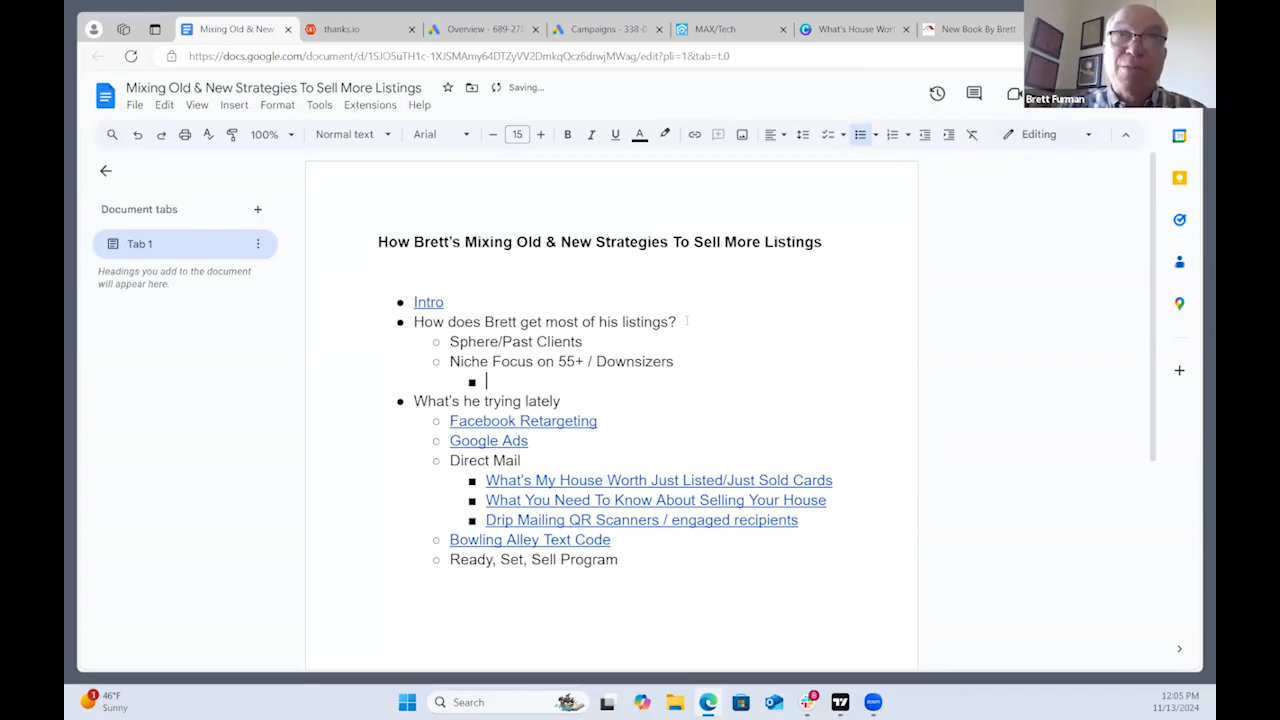 Mixing Old & New
thanks.io
Overview - 689-27
Campaigns - 338-0
MAX/Tech
What's House Wort
New Book By Brett
https://docs.google.com/document/d/
Mixing Old & New Strategies To Sell More Listings
Saving...
File Edit View Insert Format Tools Extensions Help
Brett Furman
100% Normal text Arial 15 Editing
Document tabs
Tab 1
Headings you add to the document
will appear here.
How Brett's Mixing Old & New Strategies To Sell More Listings
Intro
How does Brett get most of his listings?
Sphere/Past Clients
Niche Focus on 55+ / Downsizers
What's he trying lately
Facebook Retargeting
Google Ads
Direct Mail
What's My House Worth Just Listed/Just Sold Cards
What You Need To Know About Selling Your House
Drip Mailing QR Scanners / engaged recipients
Bowling Alley Text Code
Ready, Set, Sell Program
1
46°F
Sunny
Search
8
12:05 PM
11/13/2024